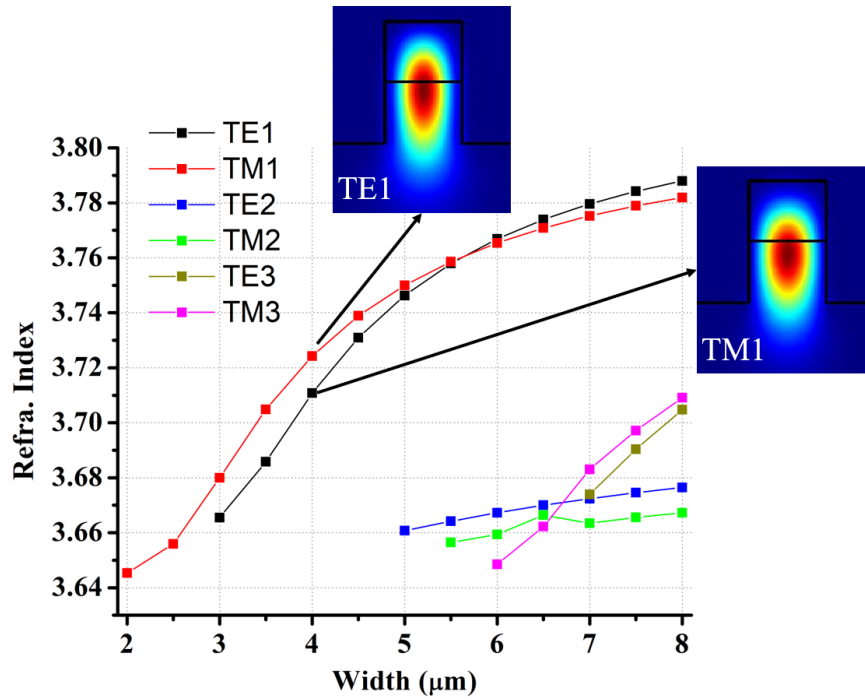 TE1
TM1
TE1
TM1
TE2
TM2
TE3
TM3
Refra. Index
3.80
3.78
3.76
3.74
3.72
3.70
3.68
3.66
3.64
2 3 4 5 6 7 8
Width (μm)